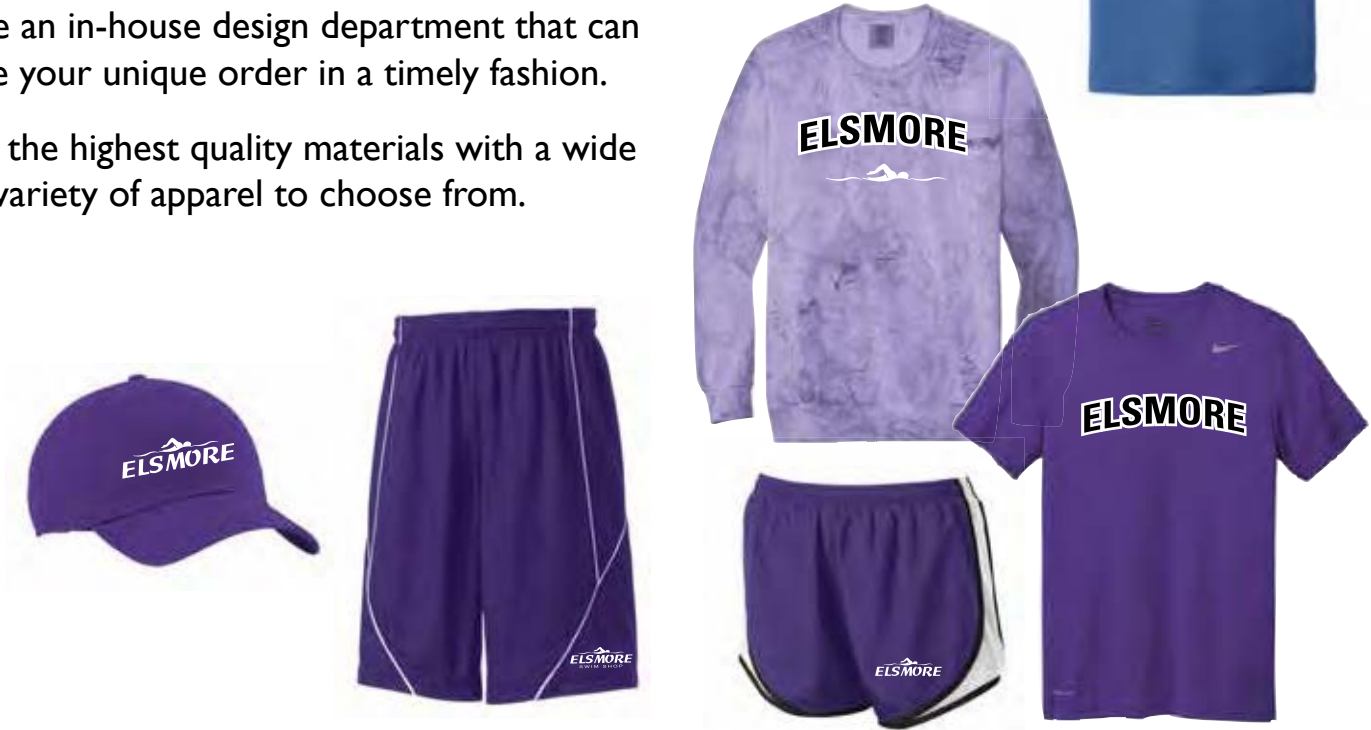 e an in-house design department that can
e your unique order in a timely fashion.
the highest quality materials with a wide
variety of apparel to choose from.
ELSMORE
ELSMORE
ELSMORE
ELSMORE
SWIM SHOP
ELSMORE